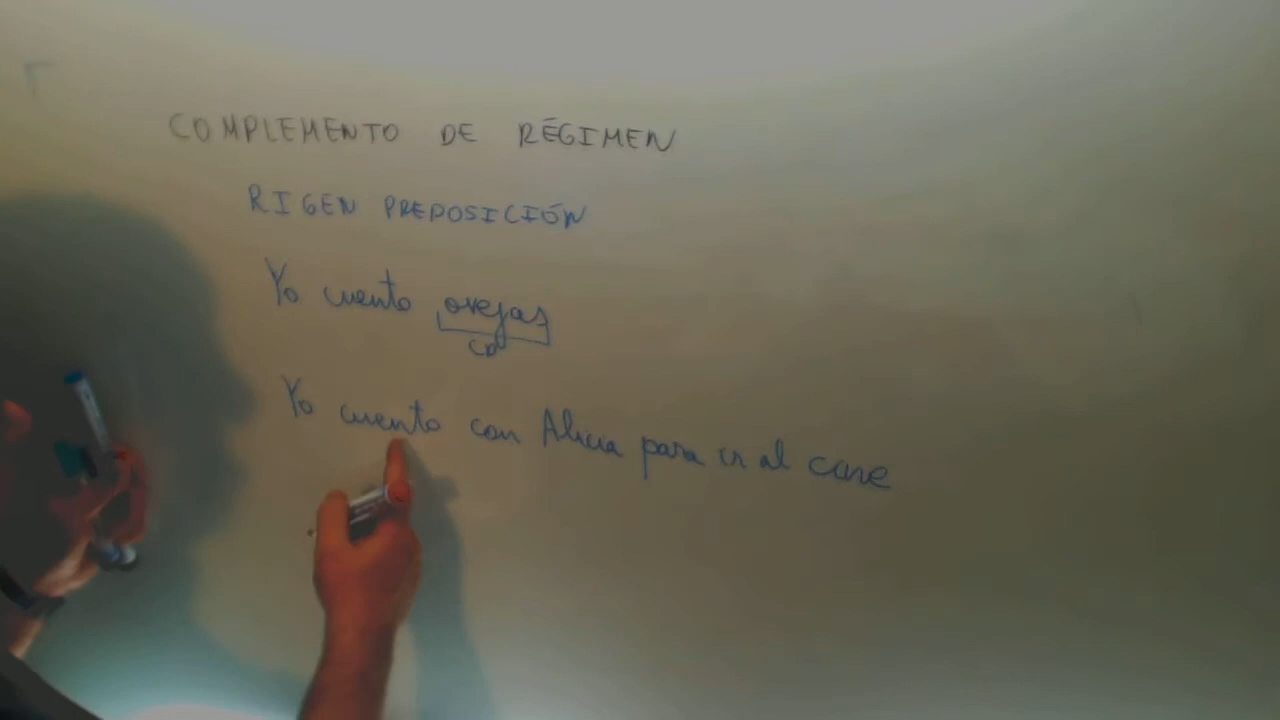 COMPLEMENTO DE RÉGIMEN
RIGEN PREPOSICIÓN
Yo cuento ovejas
CD
Yo cuento con Alicia para ir al cine